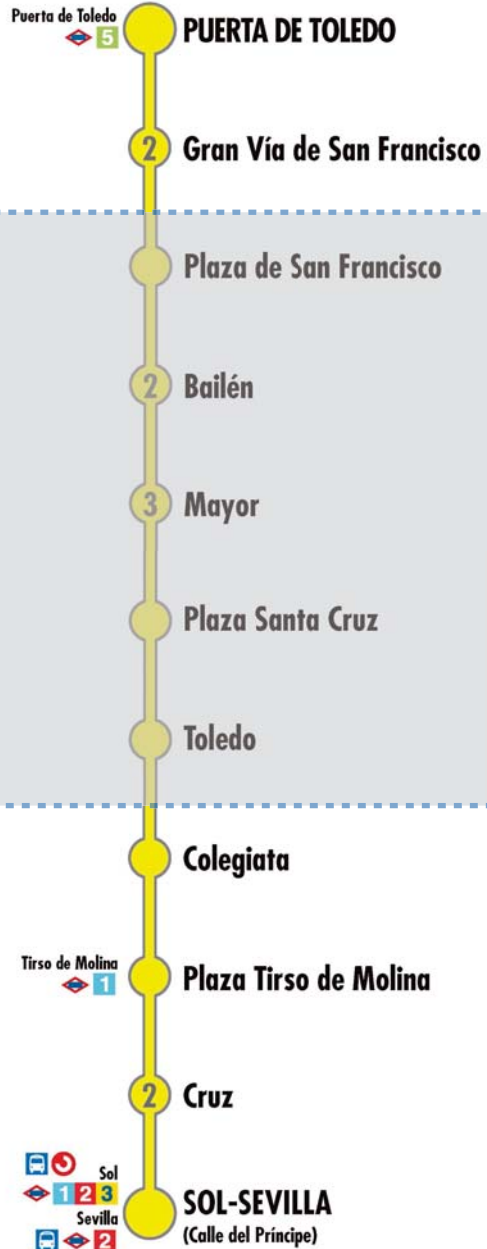 Puerta de Toledo
5
PUERTA DE TOLEDO
2
Gran Vía de San Francisco
Plaza de San Francisco
2
Bailén
3
Mayor
Plaza Santa Cruz
Toledo
Colegiata
Tirso de Molina
1
Plaza Tirso de Molina
2
Cruz
Sol
1 2 3
Sevilla
2
SOL-SEVILLA
(Calle del Príncipe)